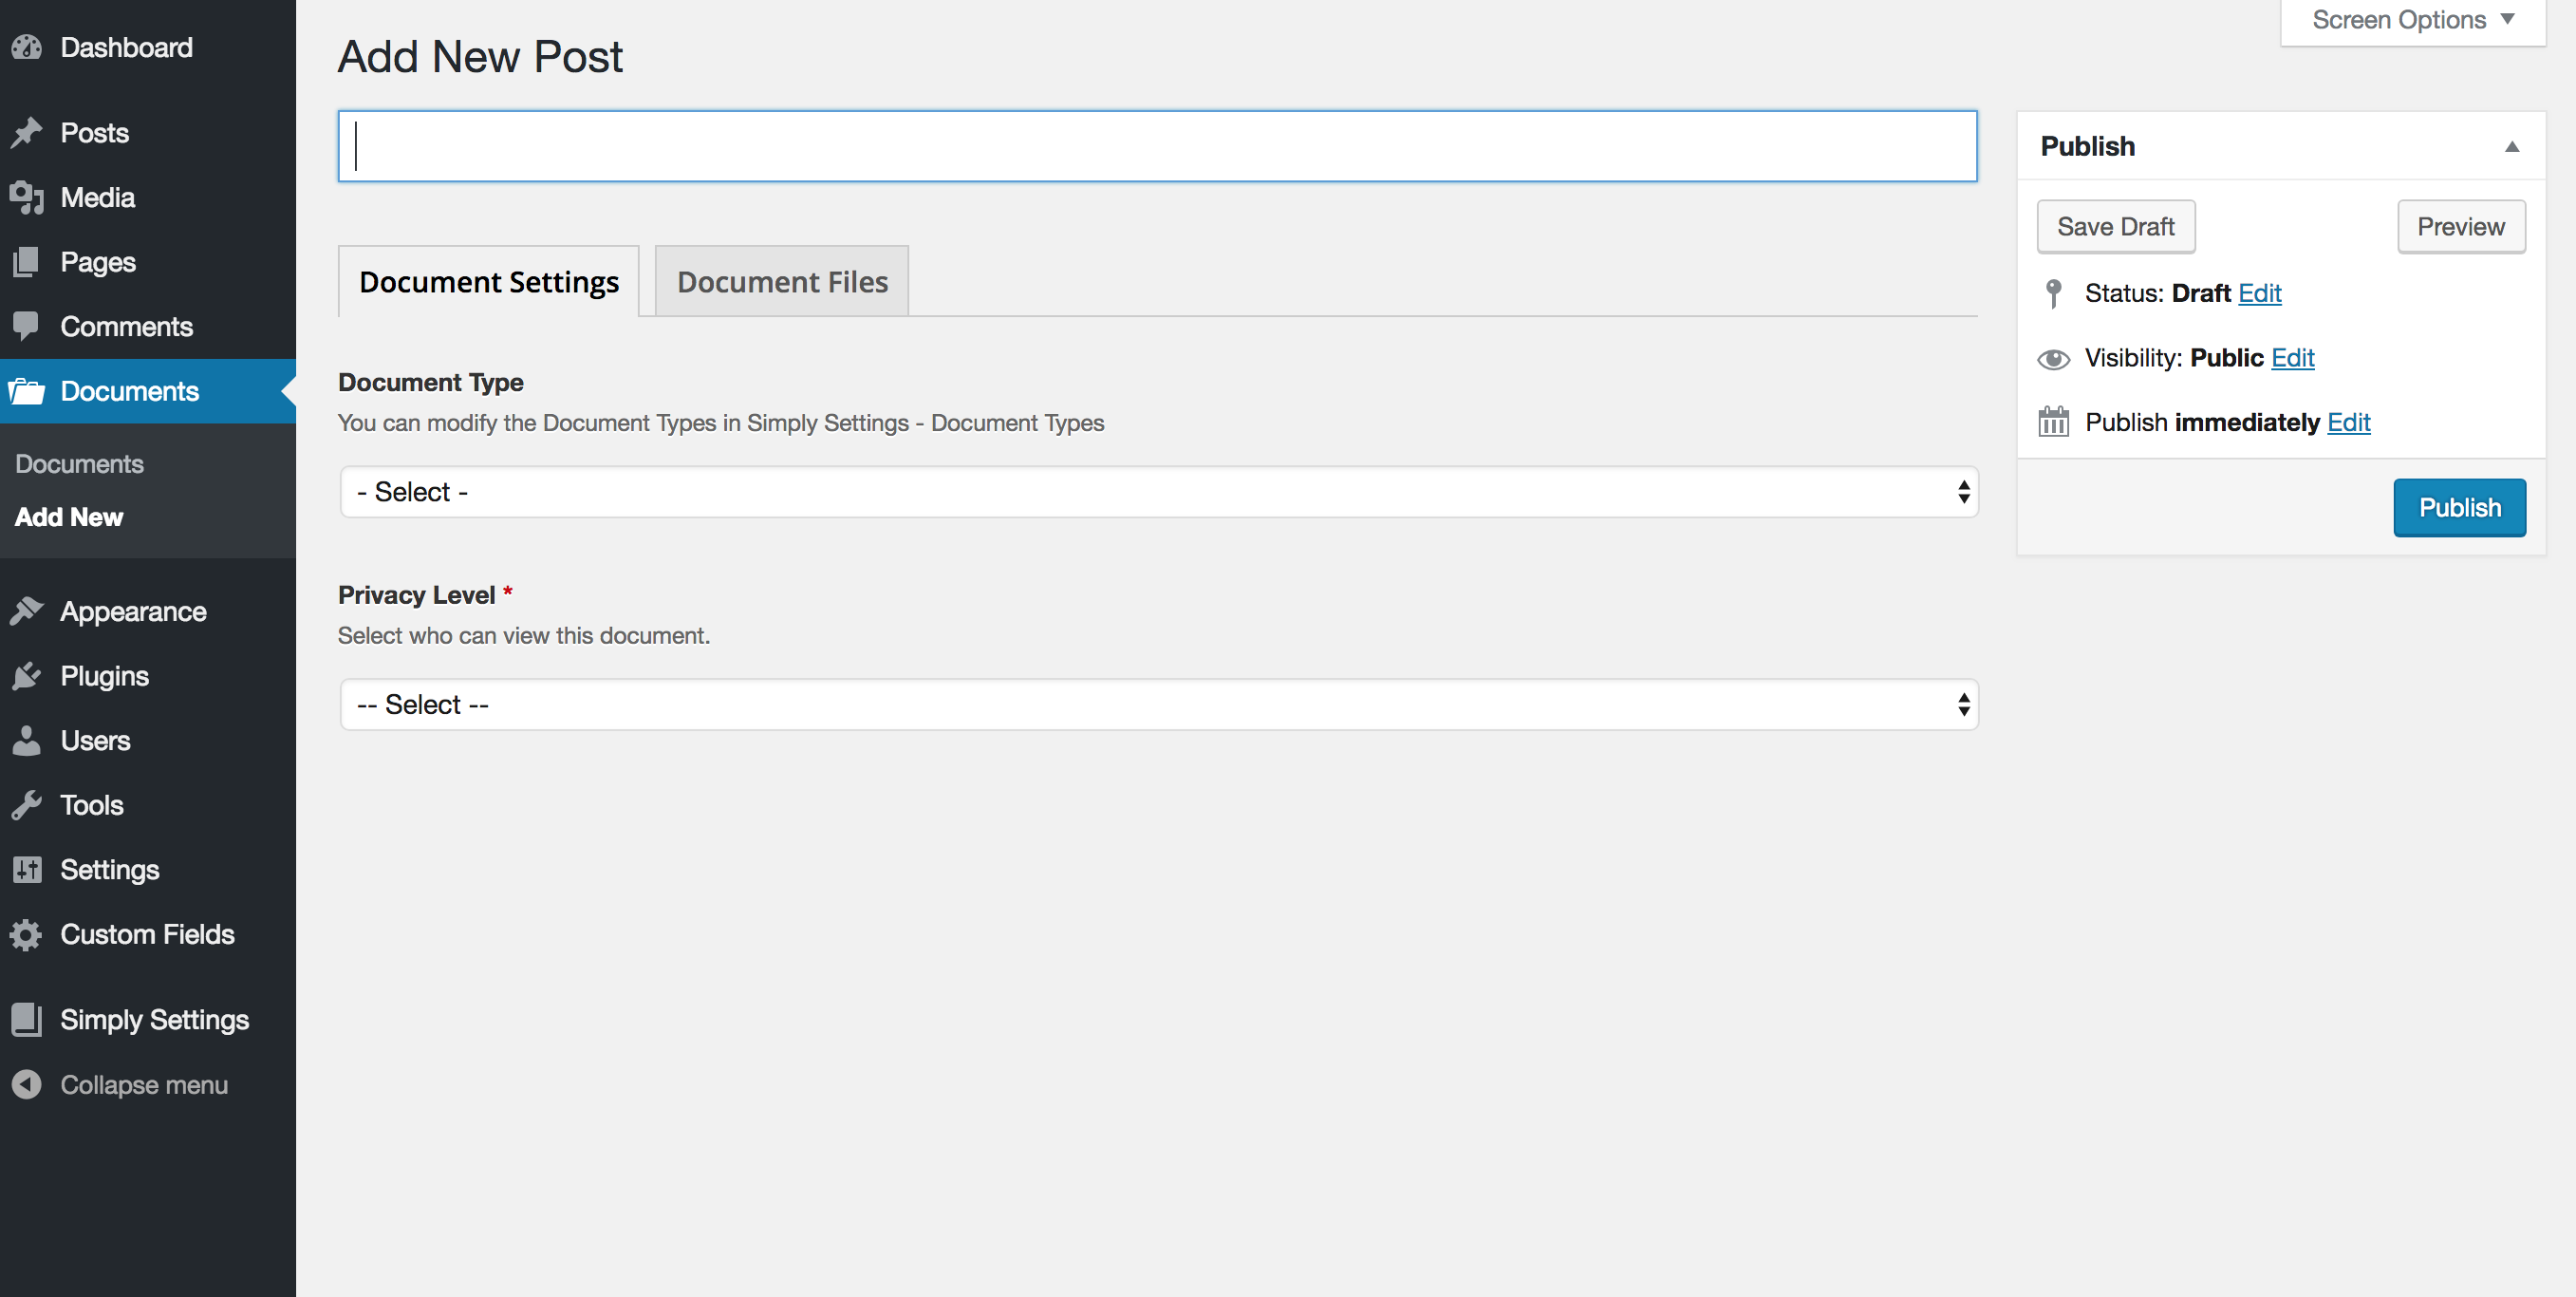 Dashboard
Posts
Media
Pages
Comments
Documents
Documents
Add New
Appearance
Plugins
Users
Tools
Settings
Custom Fields
Simply Settings
Collapse menu
Screen Options
Add New Post
Document Settings
Document Files
Document Type
You can modify the Document Types in Simply Settings - Document Types
- Select -
Privacy Level *
Select who can view this document.
-- Select --
Publish
Save Draft
Preview
Status: Draft Edit
Visibility: Public Edit
Publish immediately Edit
Publish